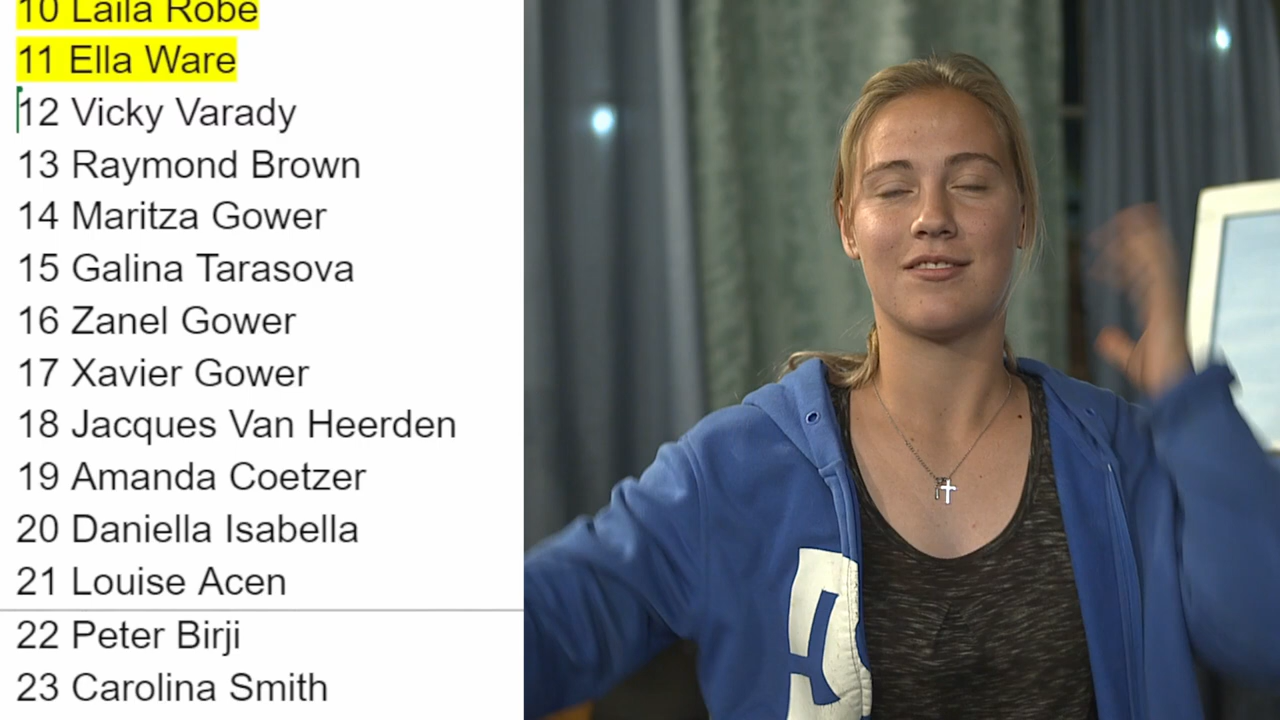 10 Laila Robe
11 Ella Ware
12 Vicky Varady
13 Raymond Brown
14 Maritza Gower
15 Galina Tarasova
16 Zanel Gower
17 Xavier Gower
18 Jacques Van Heerden
19 Amanda Coetzer
20 Daniella Isabella
21 Louise Acen
22 Peter Birji
23 Carolina Smith